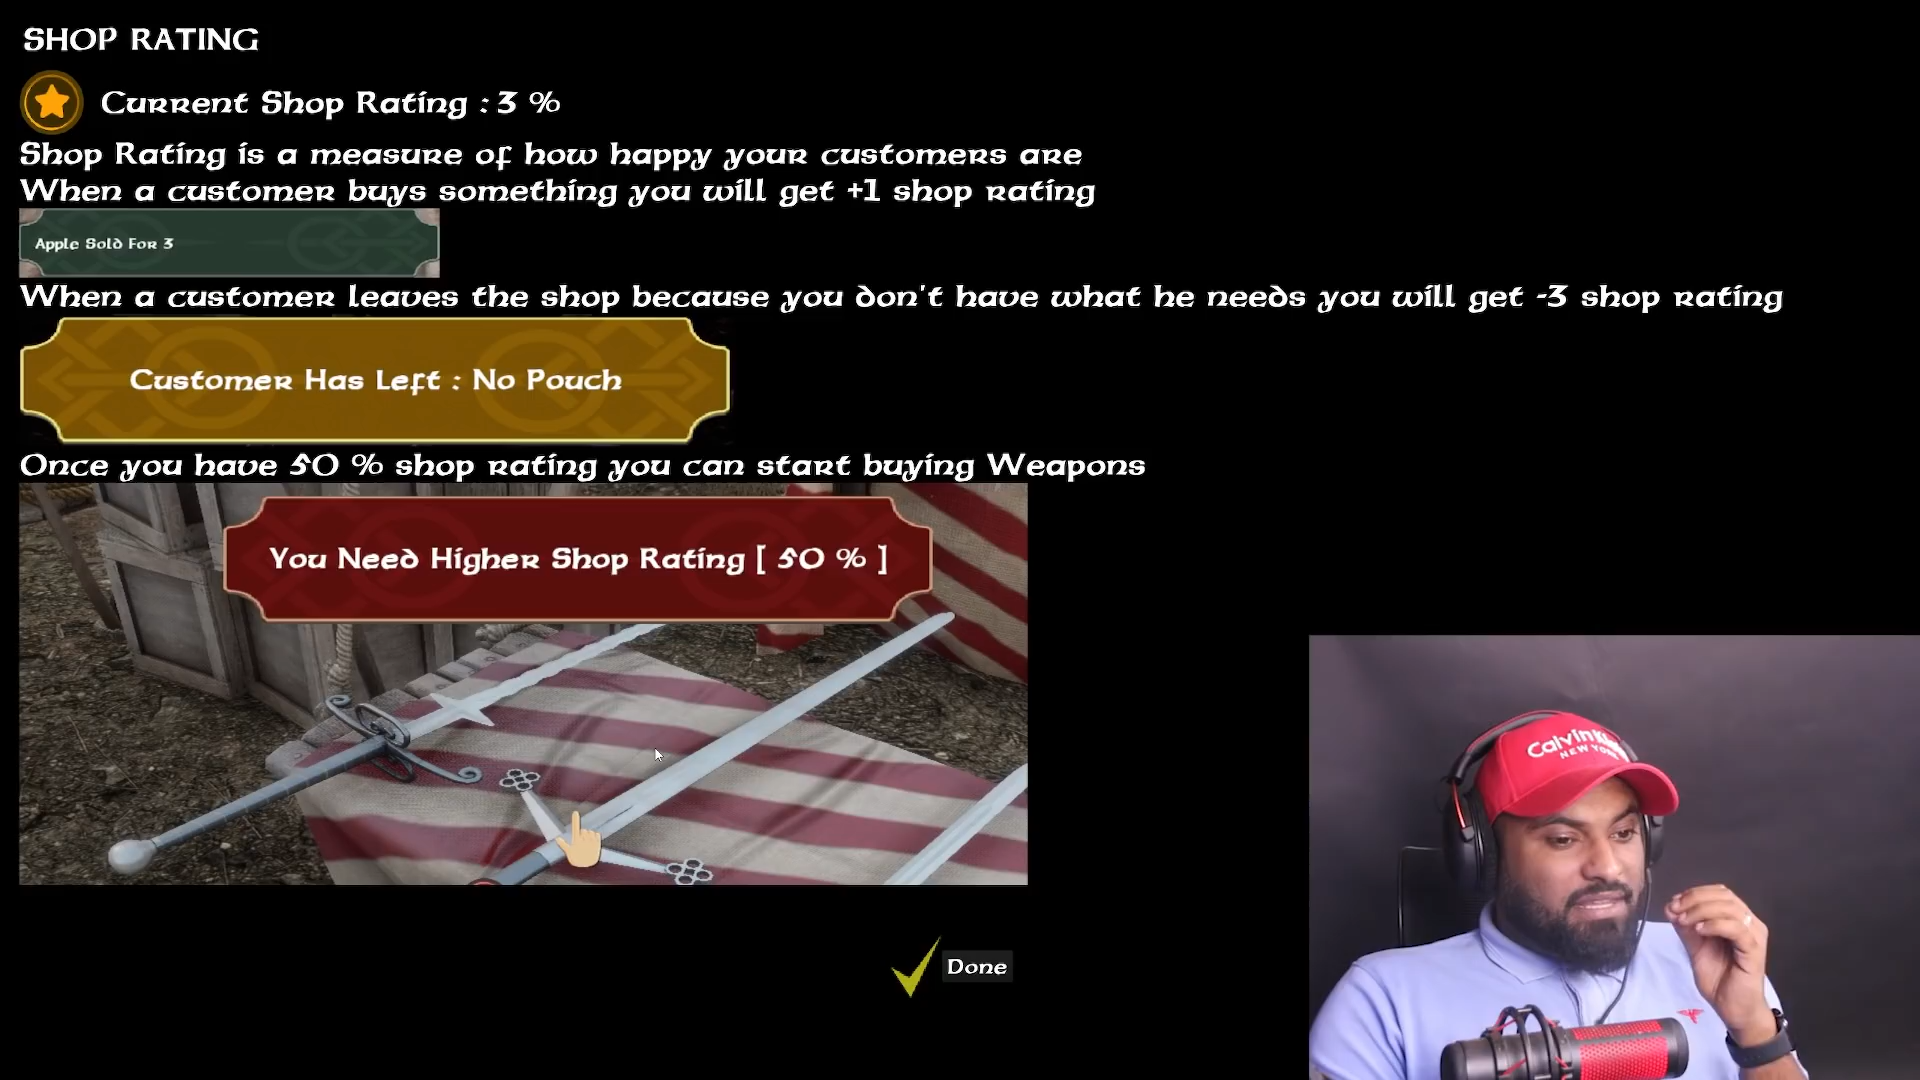 SHOP RATING
Current Shop Rating : 3 %
Shop Rating is a measure of how happy your customers are
When a customer buys something you will get +1 shop rating
Apple Sold For 3
When a customer leaves the shop because you don't have what he needs you will get -3 shop rating
Customer Has Left : No Pouch
Once you have 50 % shop rating you can start buying Weapons
You Need Higher Shop Rating [ 50 % ]
Done
NEW YORK